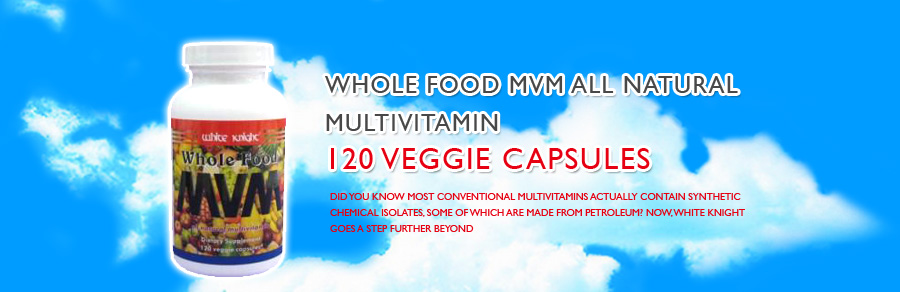 WHOLE FOOD MVM ALL NATURAL
MULTIVITAMIN
120 VEGGIE CAPSULES
DID YOU KNOW MOST CONVENTIONAL MULTIVITAMINS ACTUALLY CONTAIN SYNTHETIC
CHEMICAL ISOLATES, SOME OF WHICH ARE MADE FROM PETROLEUM? NOW, WHITE KNIGHT
GOES A STEP FURTHER BEYOND
White Knight
Whole Food
MVM
Dietary Supplement
120 veggie capsules